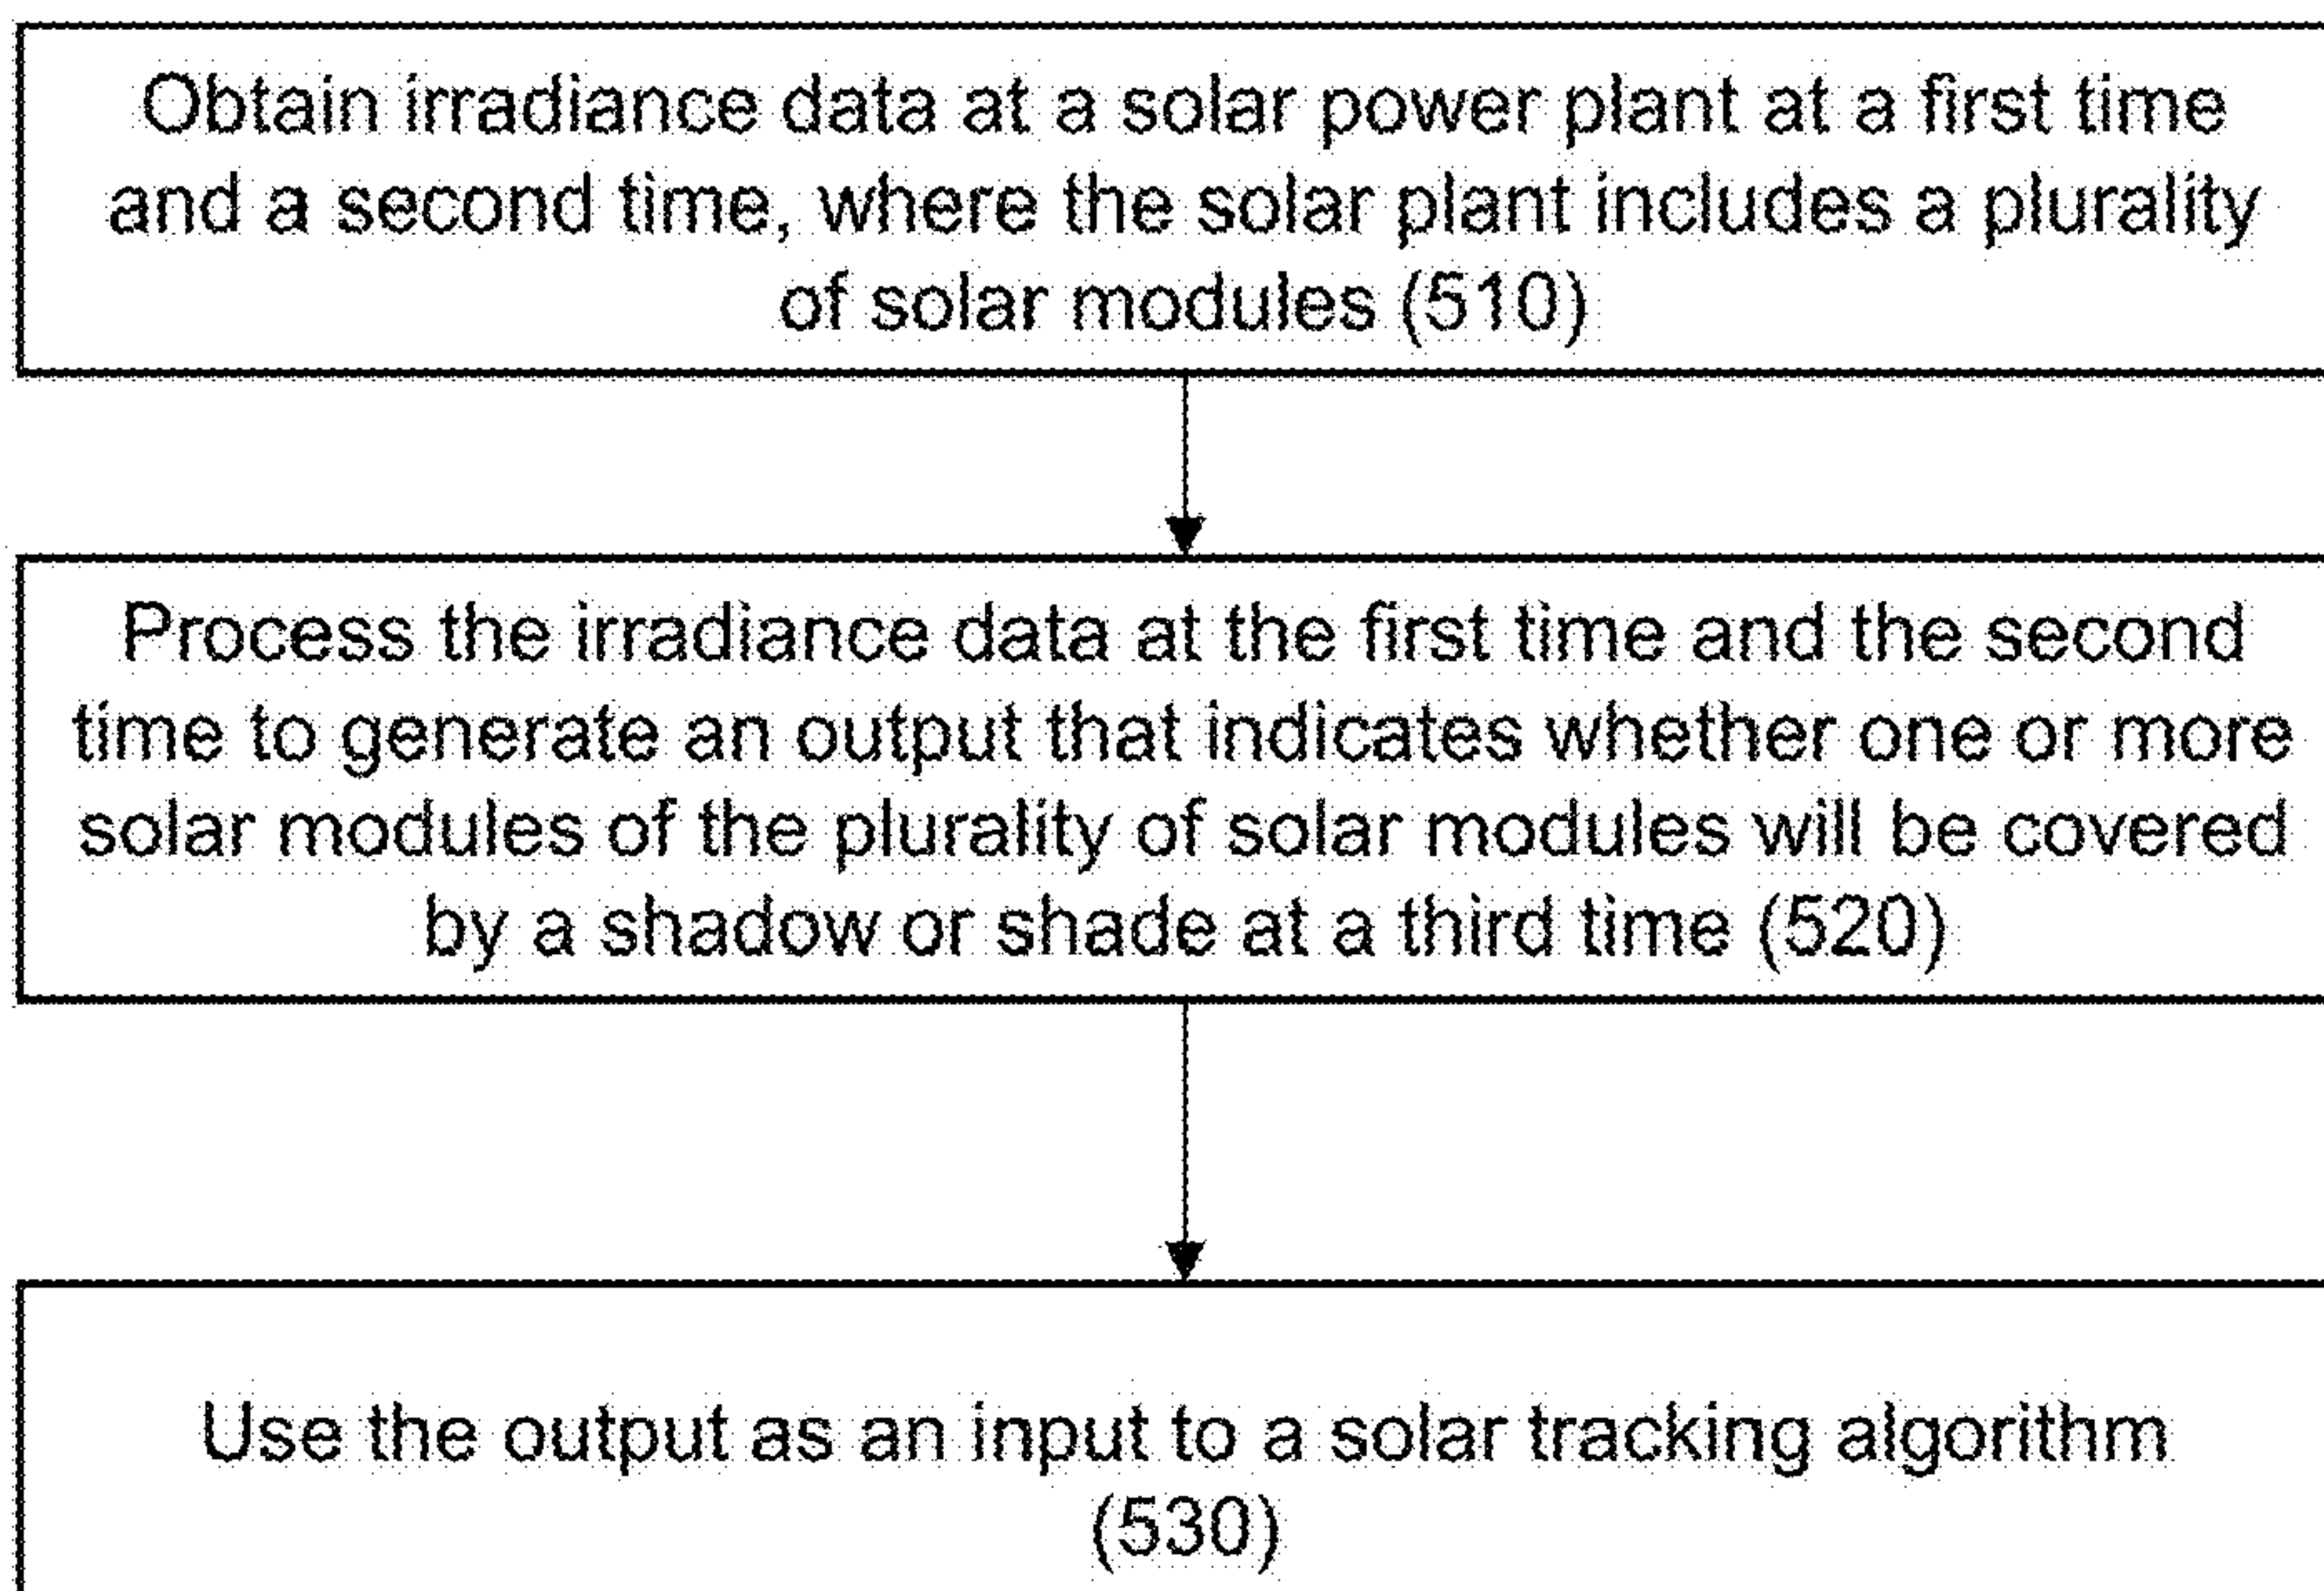 Obtain irradiance data at a solar power plant at a first time
and a second time, where the solar plant includes a plurality
of solar modules (510)
Process the irradiance data at the first time and the second
time to generate an output that indicates whether one or more
solar modules of the plurality of solar modules will be covered
by a shadow or shade at a third time (520)
Use the output as an input to a solar tracking algorithm
(530)